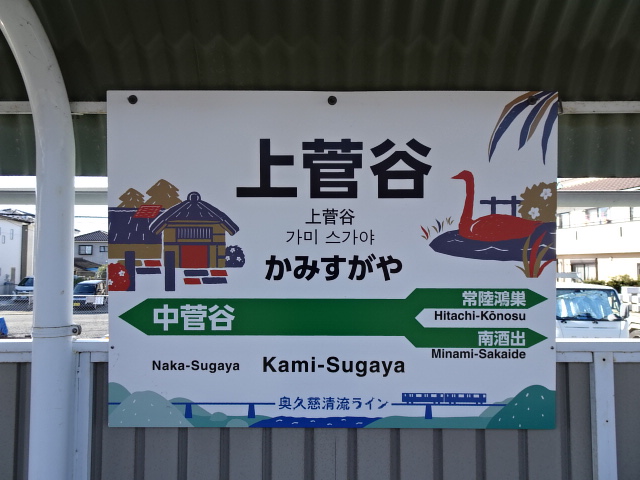 上菅谷
上菅谷
가미 스가야
かみすがや
中菅谷
常陸鴻巣
Hitachi-Kōnosu
南酒出
Minami-Sakaide
Naka-Sugaya
Kami-Sugaya
奥久慈清流ライン